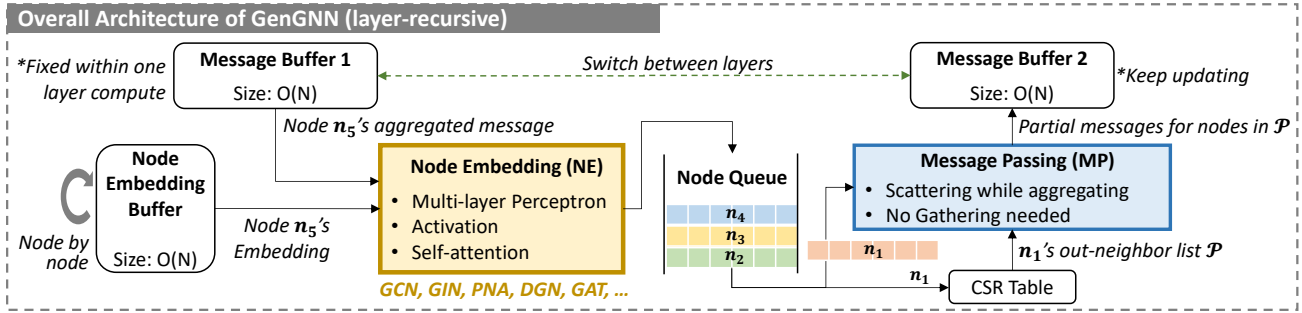 Overall Architecture of GenGNN (layer-recursive)
*Fixed within one
layer compute
Message Buffer 1
Size: O(N)
Switch between layers
Message Buffer 2
Size: O(N)
*Keep updating
Node n₅'s aggregated message
Partial messages for nodes in 𝒫
Node
Embedding
Buffer
Size: O(N)
Node by
node
Node n₅'s
Embedding
Node Embedding (NE)
• Multi-layer Perceptron
• Activation
• Self-attention
GCN, GIN, PNA, DGN, GAT, ...
Node Queue
n₄
n₃
n₂
n₁
n₁
Message Passing (MP)
• Scattering while aggregating
• No Gathering needed
n₁'s out-neighbor list 𝒫
CSR Table